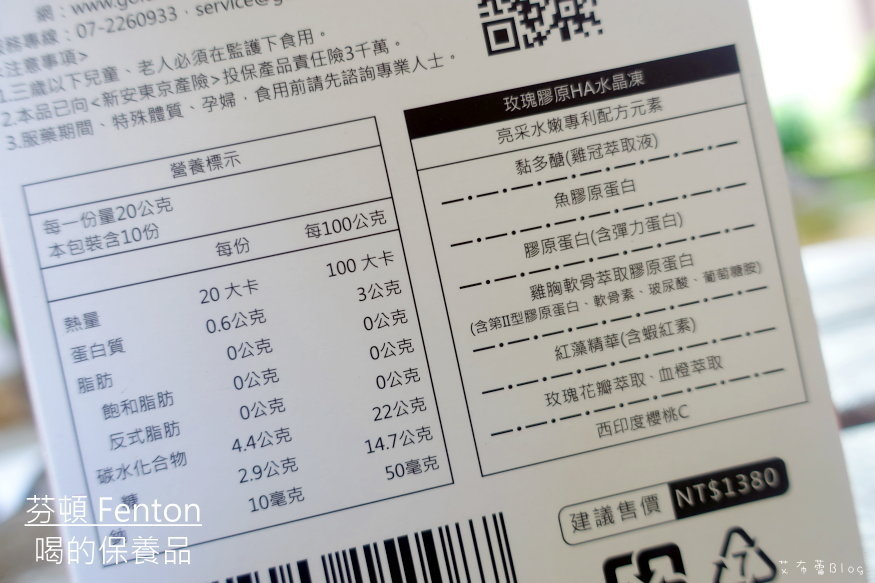 網：www.go
務專線：07-2260933．service@g
注意事項>
1.三歲以下兒童、老人必須在監護下食用。
2.本品已向<新安東京產險>投保產品責任險3千萬。
3.服藥期間、特殊體質、孕婦，食用前請先諮詢專業人士。
營養標示
每一份量20公克
本包裝含10份
每份 每100公克
熱量 20 大卡 100 大卡
蛋白質 0.6公克 3公克
脂肪 0公克 0公克
飽和脂肪 0公克 0公克
反式脂肪 0公克 0公克
碳水化合物 4.4公克 22公克
糖 2.9公克 14.7公克
鈉 10毫克 50毫克
玫瑰膠原HA水晶凍
亮采水嫩專利配方元素
黏多醣(雞冠萃取液)
魚膠原蛋白
膠原蛋白(含彈力蛋白)
雞胸軟骨萃取膠原蛋白
(含第II型膠原蛋白、軟骨素、玻尿酸、葡萄糖胺)
紅藻精華(含蝦紅素)
玫瑰花瓣萃取、血橙萃取
西印度櫻桃C
建議售價 NT$1380
7
芬頓 Fenton
喝的保養品
艾布蕾Blog